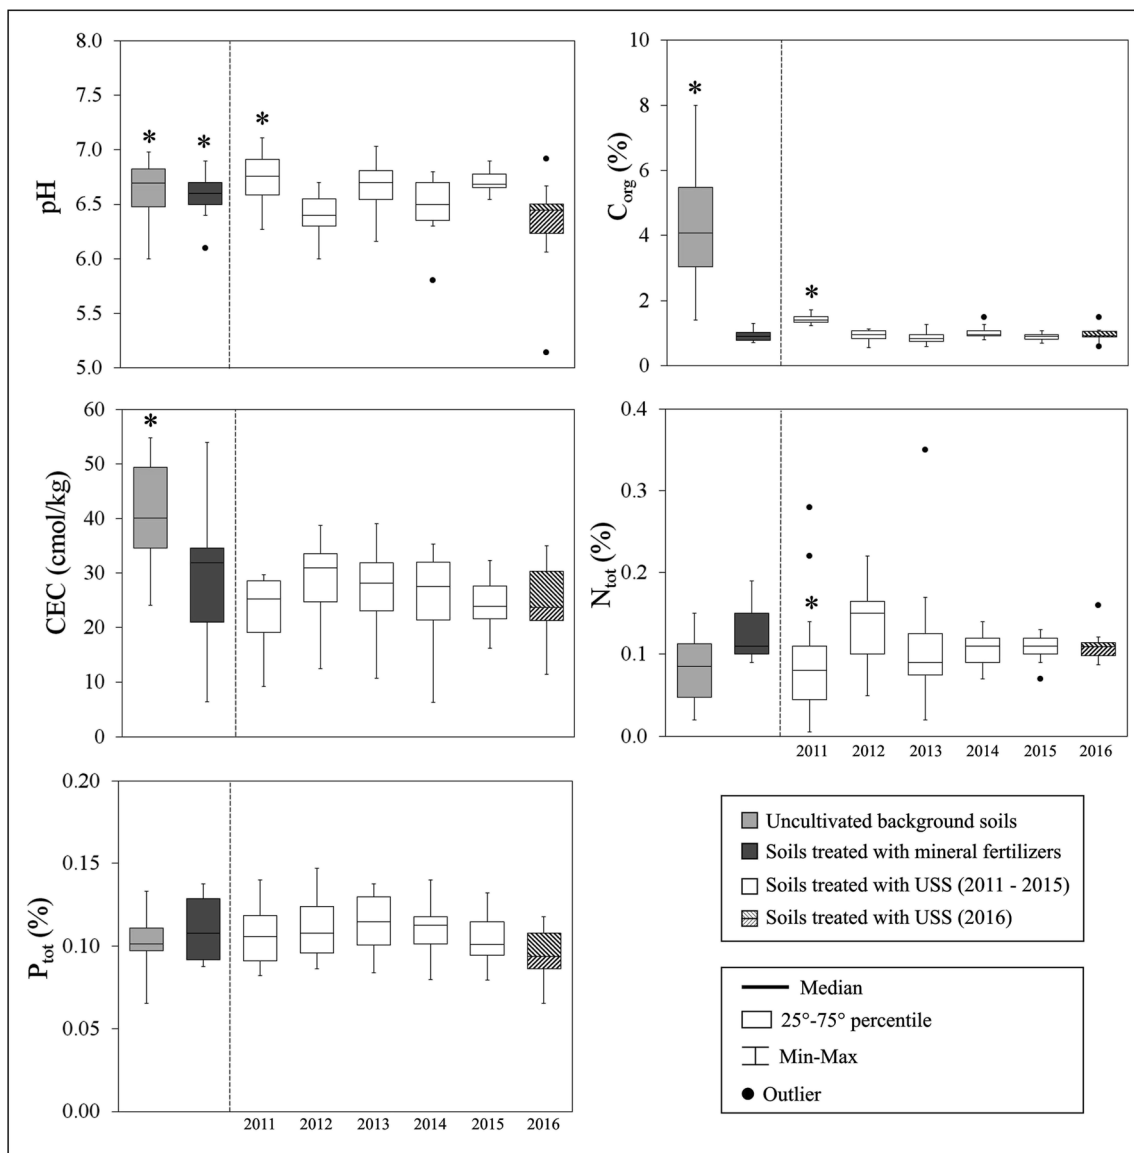 8.0
7.5
7.0
6.5
6.0
5.5
5.0
pH
* * *
10
8
6
4
2
0
Corg (%)
* *
60
50
40
30
20
10
0
CEC (cmol/kg)
*
0.4
0.3
0.2
0.1
0.0
Ntot (%)
*
2011 2012 2013 2014 2015 2016
0.20
0.15
0.10
0.05
0.00
Ptot (%)
2011 2012 2013 2014 2015 2016
Uncultivated background soils
Soils treated with mineral fertilizers
Soils treated with USS (2011 - 2015)
Soils treated with USS (2016)
Median
25°-75° percentile
Min-Max
Outlier